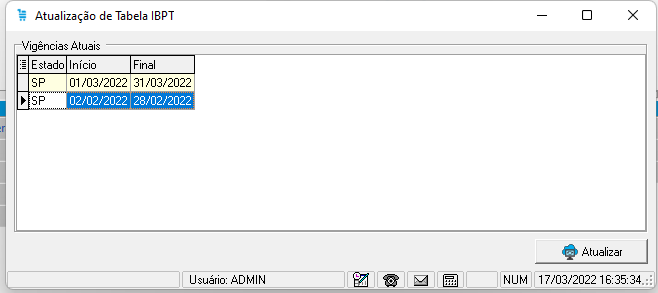 Atualização de Tabela IBPT
Vigências Atuais
Estado Início Final
SP 01/03/2022 31/03/2022
SP 02/02/2022 28/02/2022
Atualizar
Usuário: ADMIN NUM 17/03/2022 16:35:34